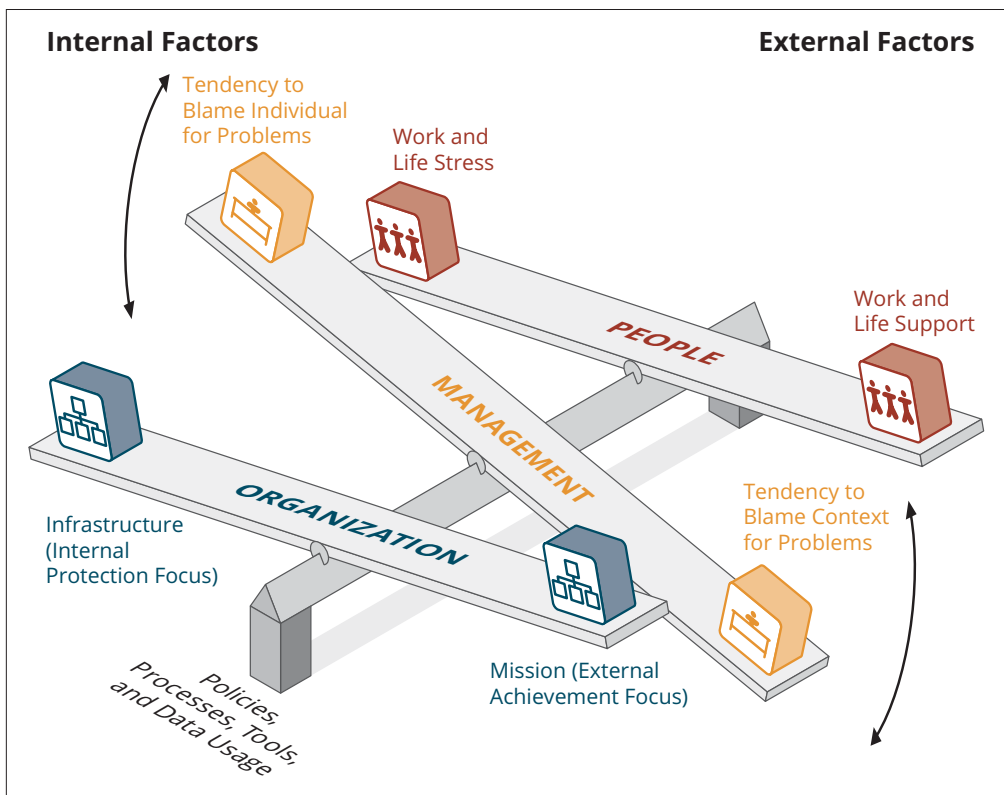 Internal Factors
External Factors
Tendency to
Blame Individual
for Problems
Work and
Life Stress
Work and
Life Support
PEOPLE
MANAGEMENT
ORGANIZATION
Tendency to
Blame Context
for Problems
Infrastructure
(Internal
Protection Focus)
Mission (External
Achievement Focus)
Policies,
Processes, Tools,
and Data Usage